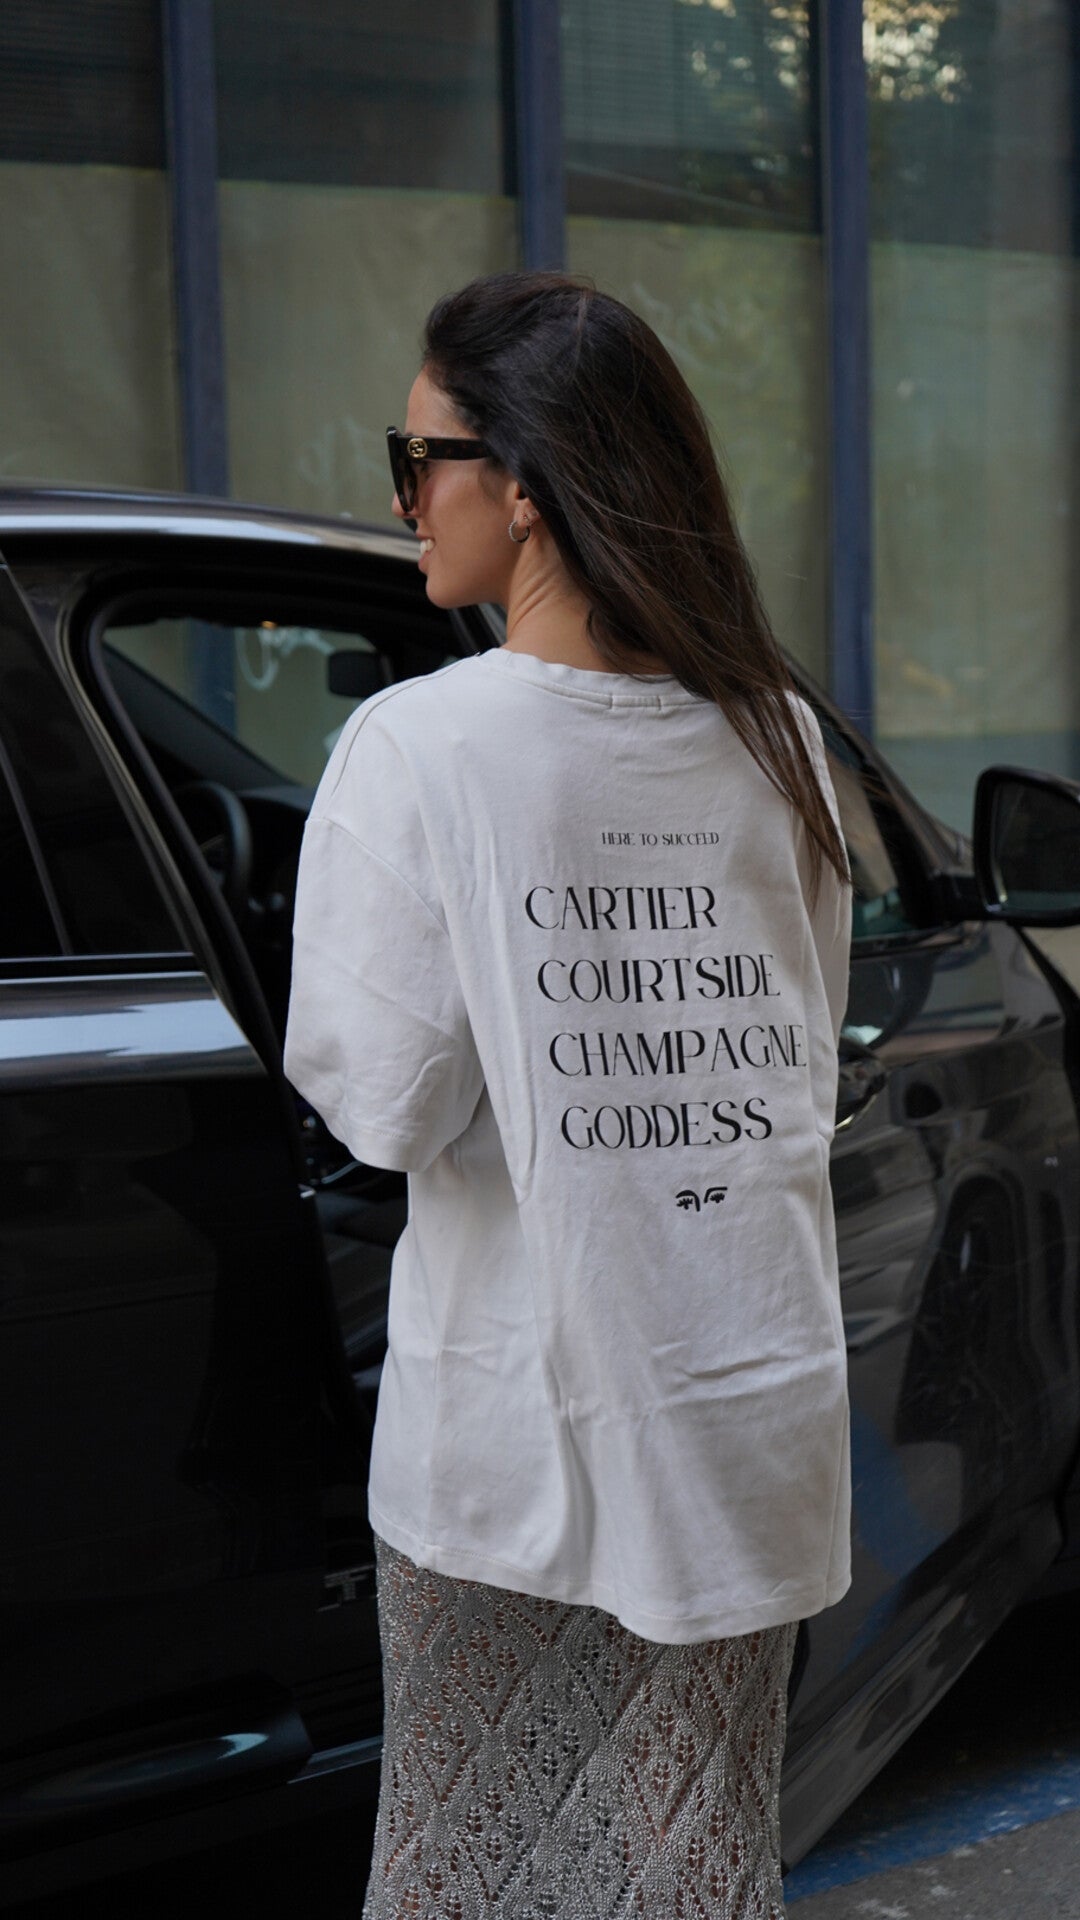 HERE TO SUCCEED
CARTIER
COURTSIDE
CHAMPAGNE
GODDESS